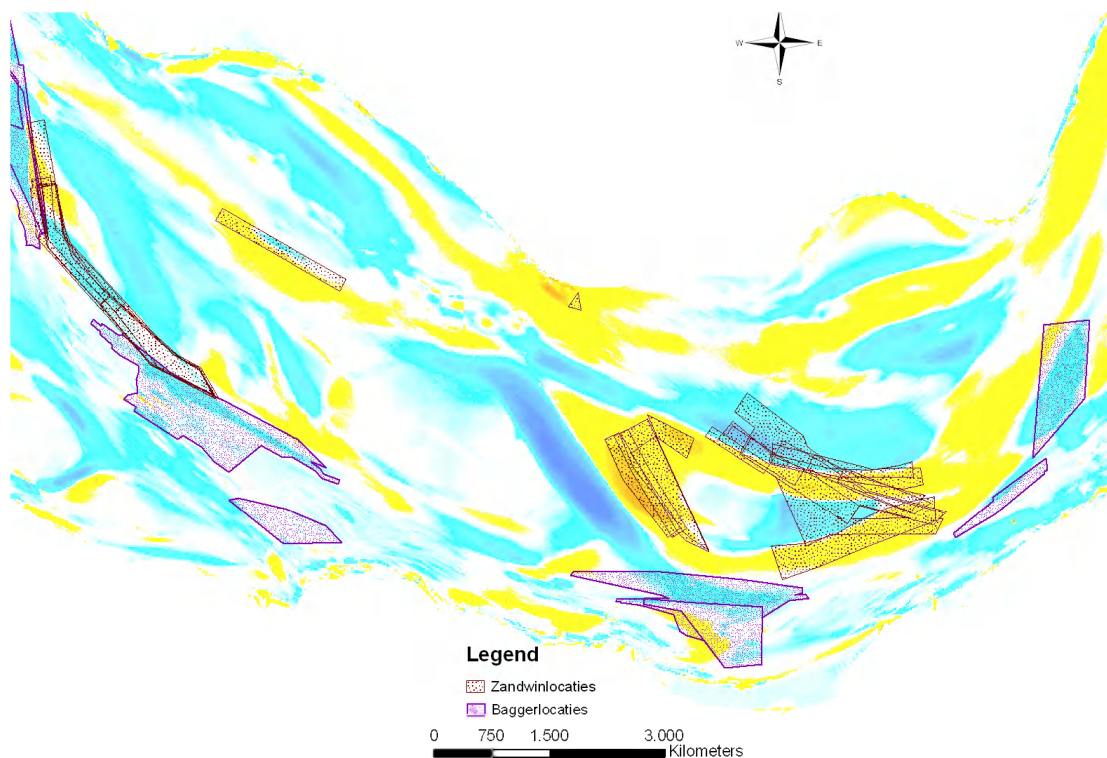 W E
S
Legend
Zandwinlocaties
Baggerlocaties
0 750 1.500 3.000
Kilometers